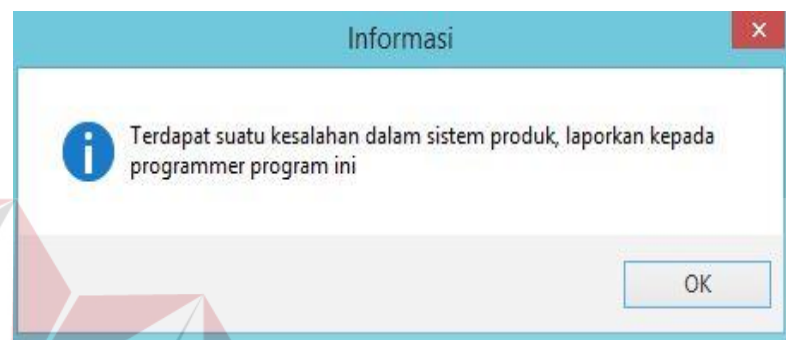 Informasi
Terdapat suatu kesalahan dalam sistem produk, laporkan kepada
programmer program ini
OK